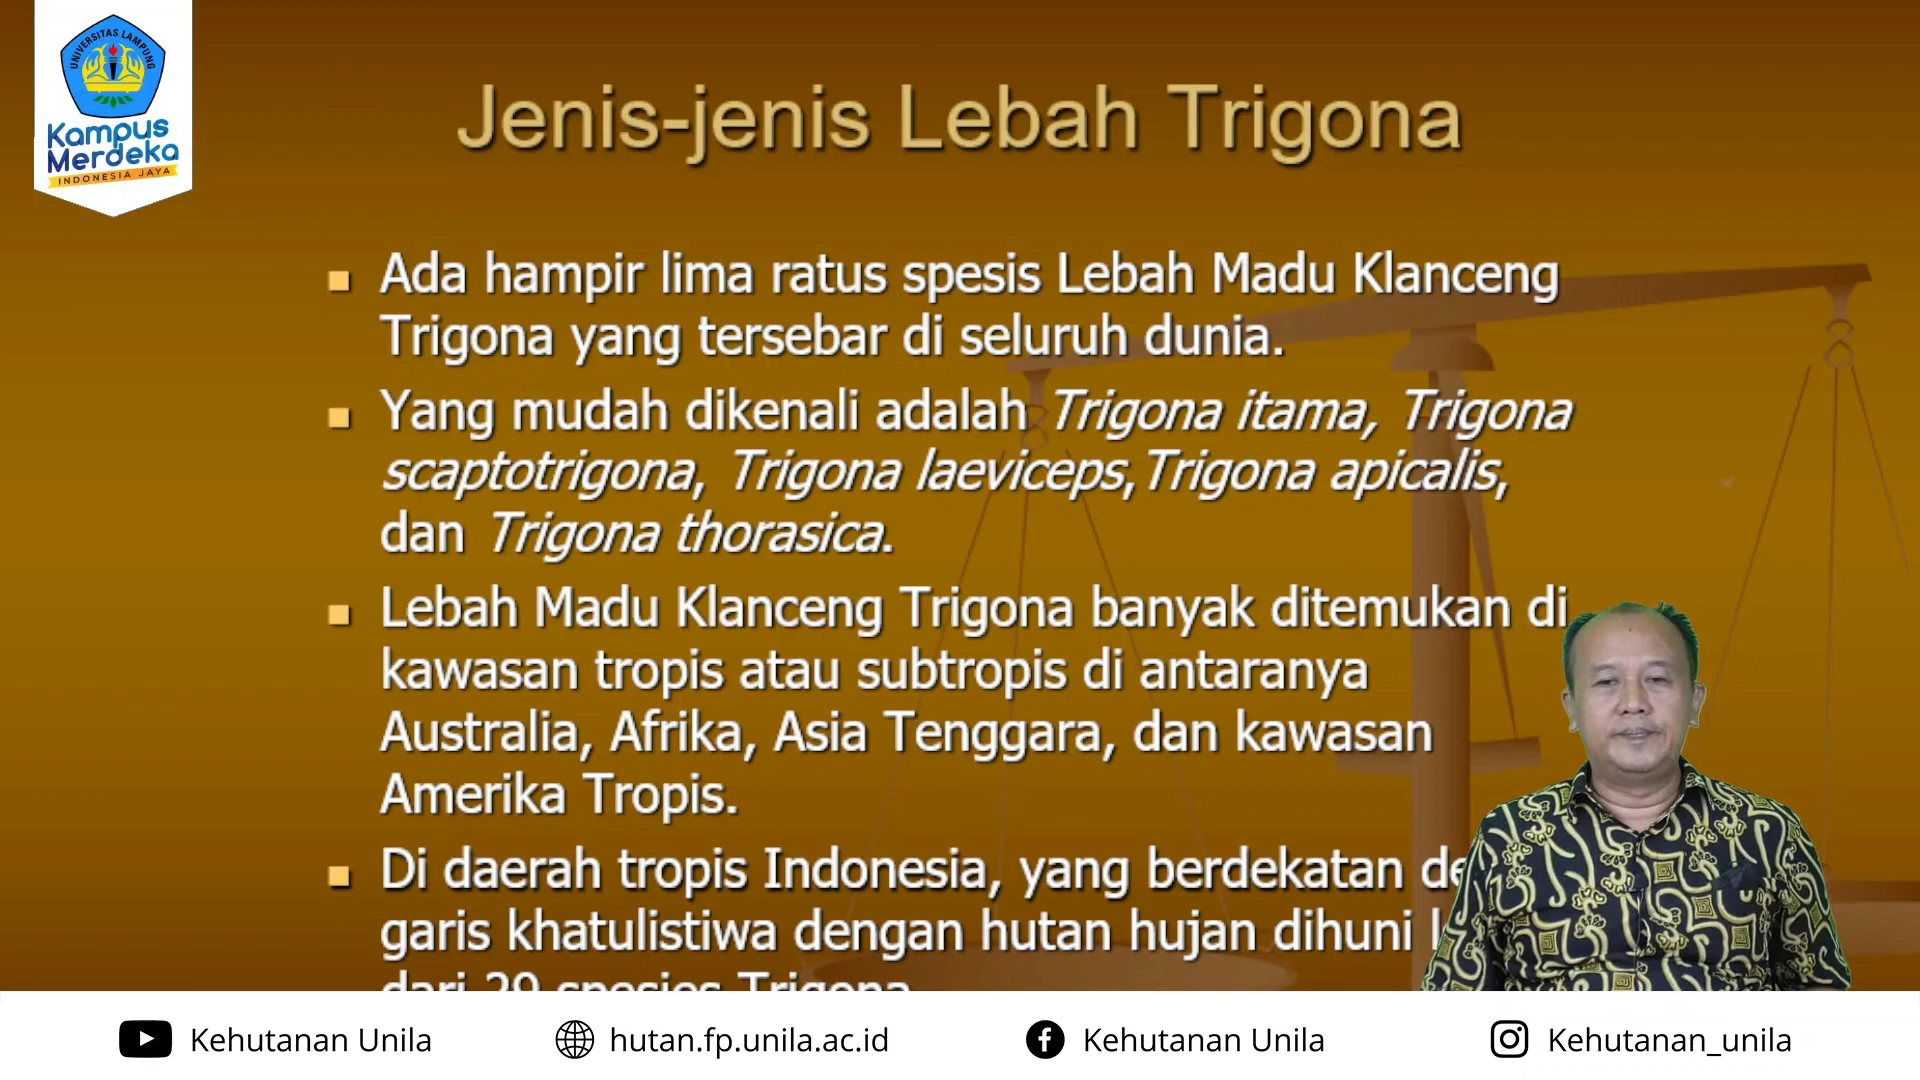 UNIVERSITAS LAMPUNG
Kampus
Merdeka
INDONESIA JAYA
Jenis-jenis Lebah Trigona
Ada hampir lima ratus spesis Lebah Madu Klanceng
Trigona yang tersebar di seluruh dunia.
Yang mudah dikenali adalah Trigona itama, Trigona
scaptotrigona, Trigona laeviceps,Trigona apicalis,
dan Trigona thorasica.
Lebah Madu Klanceng Trigona banyak ditemukan di
kawasan tropis atau subtropis di antaranya
Australia, Afrika, Asia Tenggara, dan kawasan
Amerika Tropis.
Di daerah tropis Indonesia, yang berdekatan
garis khatulistiwa dengan hutan hujan dihuni
dari 29 spesies Trigona
Kehutanan Unila
hutan.fp.unila.ac.id
Kehutanan Unila
Kehutanan_unila